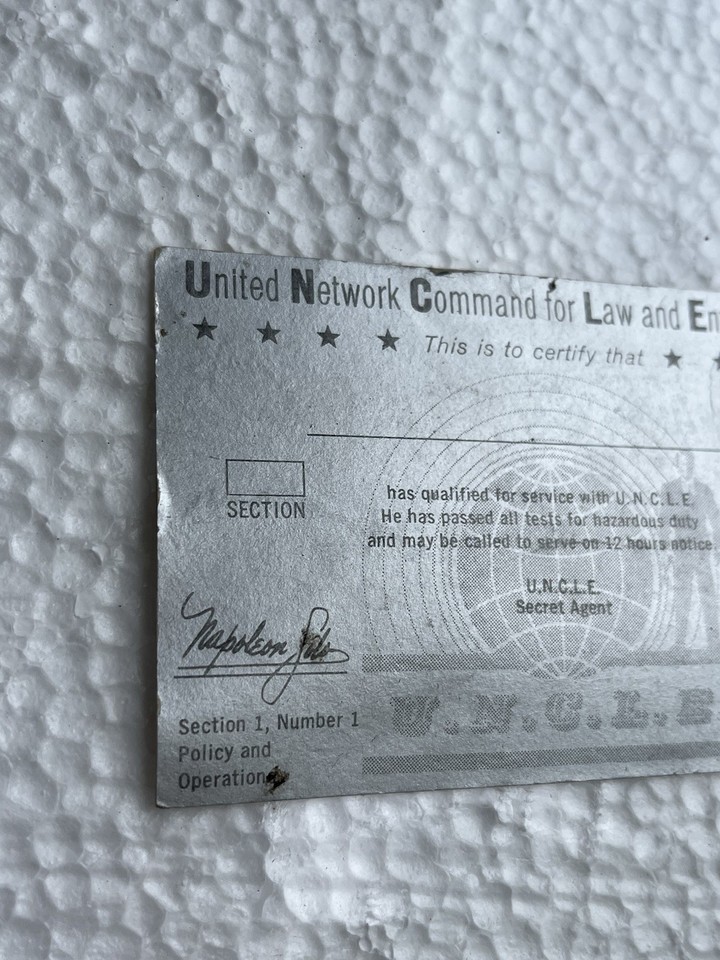 United Network Command for Law and En
This is to certify that
has qualified for service with U.N.C.L.E.
He has passed all tests for hazardous duty
and may be called to serve on 12 hours notice.
SECTION
U.N.C.L.E.
Secret Agent
Napoleon Solo
Section 1, Number 1
Policy and
Operations
U.N.C.L.E